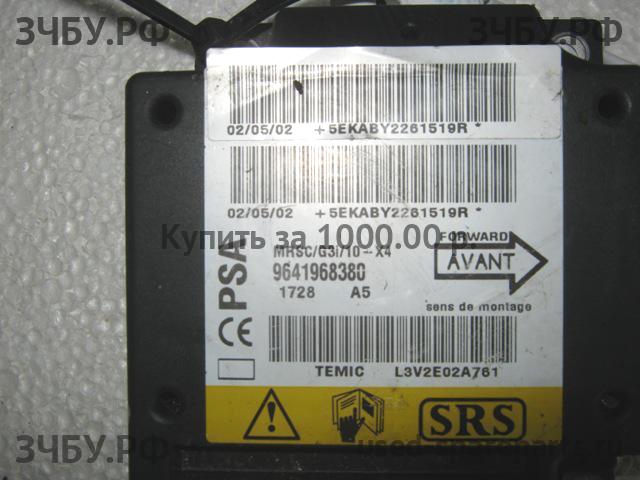 ЗЧБУ.РФ
ЗЧБУ.РФ
02/05/02 +5EKABY2261519R*
02/05/02 +5EKABY2261519R*
Купить за 1000.00 р.
PSA
MRSC/G3I/10-X4
9641968380
1728 A5
FORWARD
AVANT
sens de montage
CE
TEMIC L3V2E02A761
SRS
ЗЧБУ.РФ
ЗЧБУ.РФ